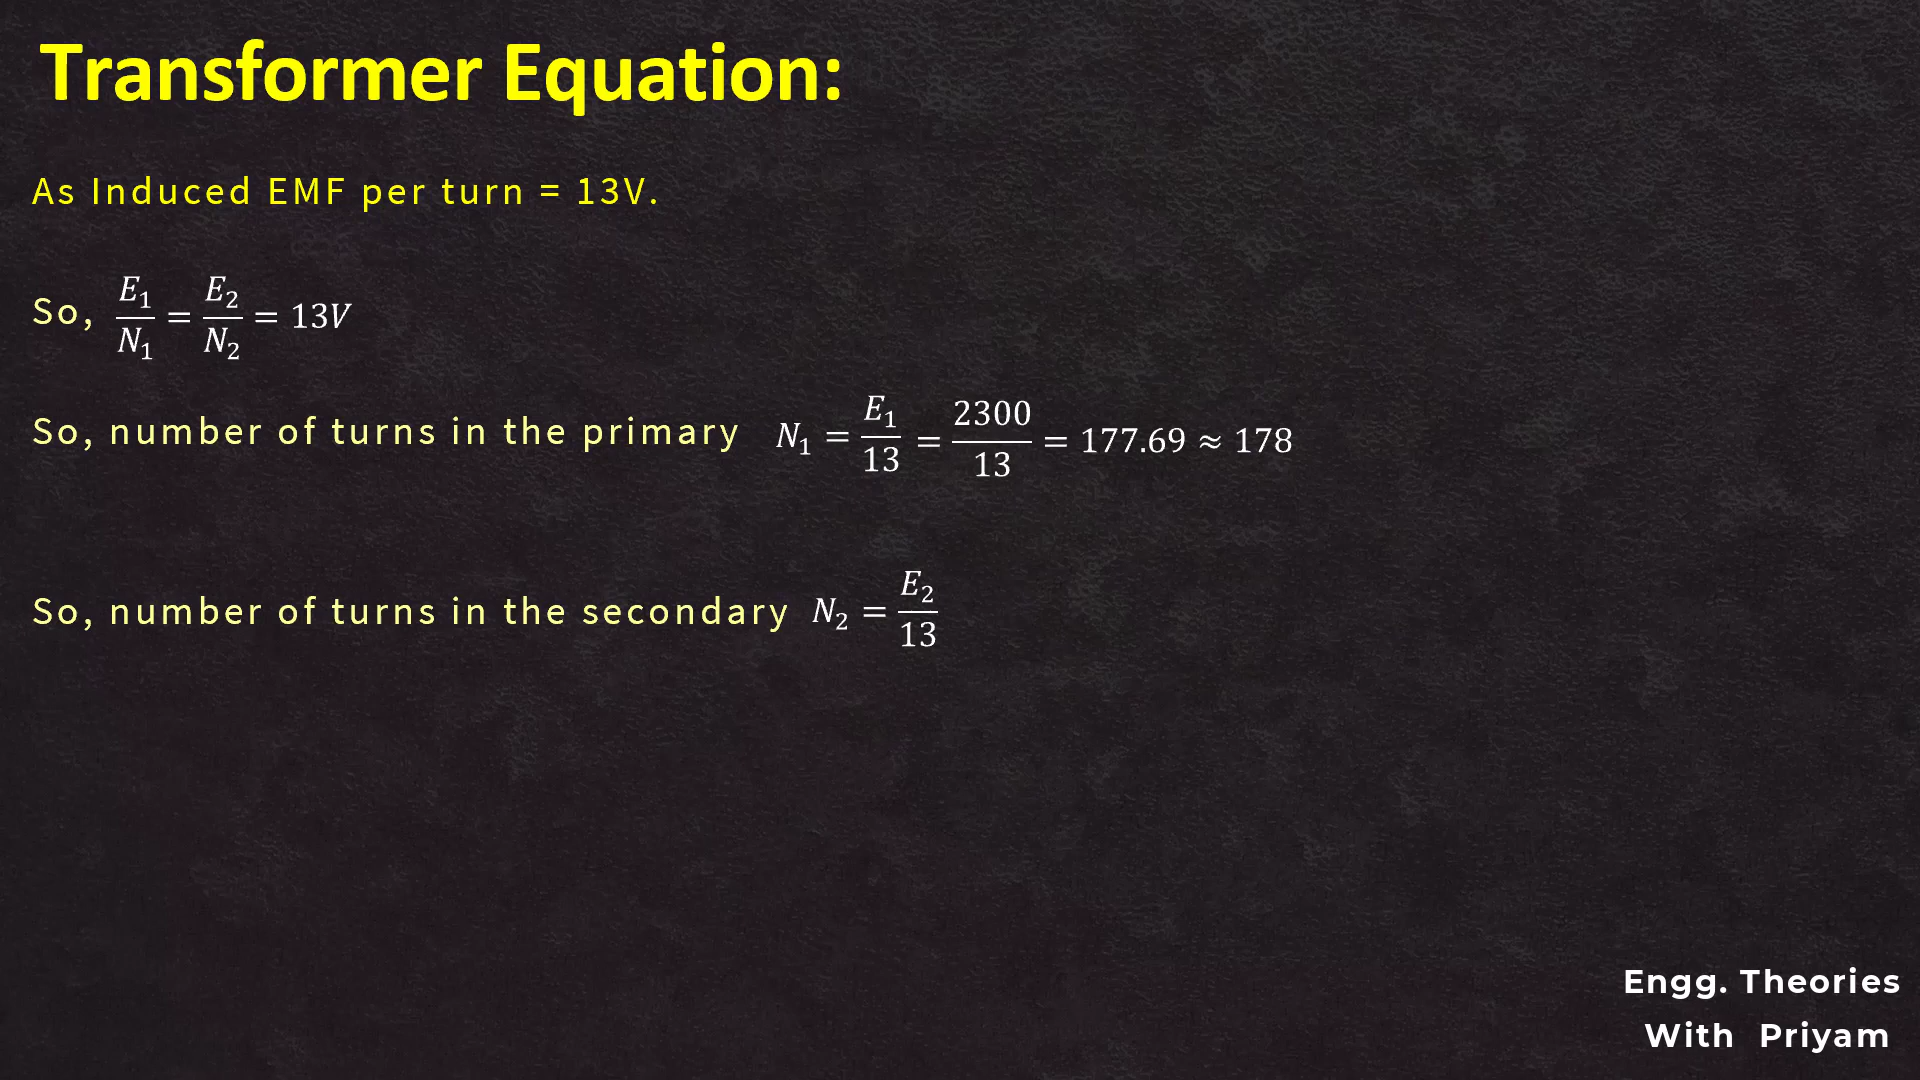 Transformer Equation:
As Induced EMF per turn = 13V.
So, E₁/N₁ = E₂/N₂ = 13V
So, number of turns in the primary N₁ = E₁/13 = 2300/13 = 177.69 ≈ 178
So, number of turns in the secondary N₂ = E₂/13
Engg. Theories
With Priyam